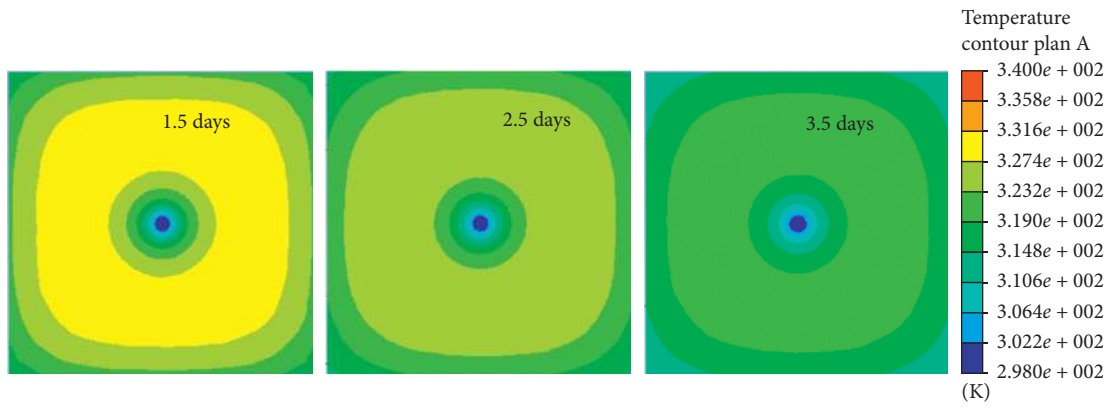 1.5 days
2.5 days
3.5 days
Temperature
contour plan A
3.400e + 002
3.358e + 002
3.316e + 002
3.274e + 002
3.232e + 002
3.190e + 002
3.148e + 002
3.106e + 002
3.064e + 002
3.022e + 002
2.980e + 002
(K)